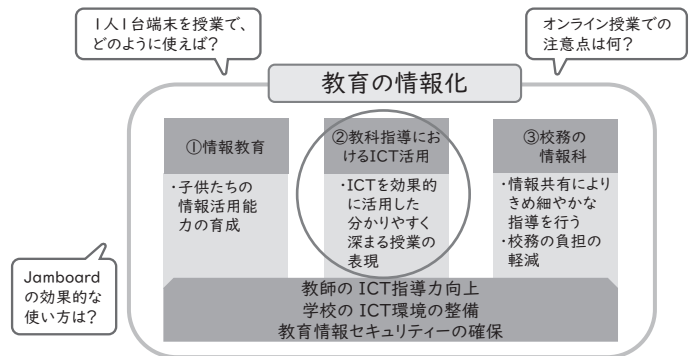 1人1台端末を授業で、
どのように使えば?
オンライン授業での
注意点は何?
教育の情報化
①情報教育
・子供たちの
情報活用能
力の育成
②教科指導にお
けるICT活用
・ICTを効果的
に活用した
分かりやすく
深まる授業の
表現
③校務の
情報科
・情報共有により
きめ細やかな
指導を行う
・校務の負担の
軽減
Jamboard
の効果的な
使い方は?
教師の ICT指導力向上
学校の ICT環境の整備
教育情報セキュリティーの確保